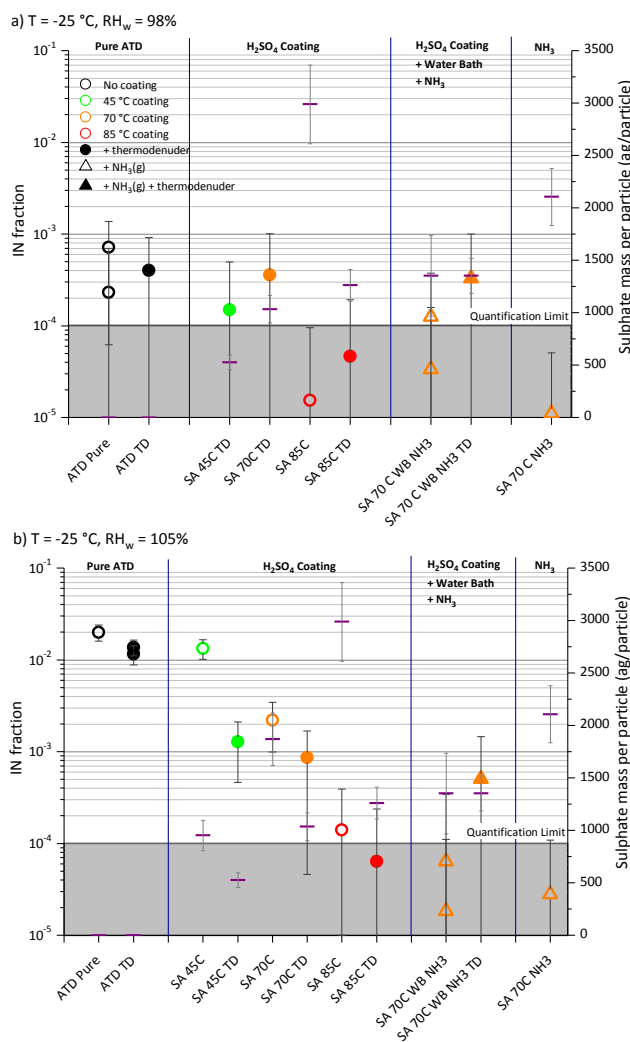 a) T = -25 °C, RHw = 98%
Pure ATD
H2SO4 Coating
H2SO4 Coating
+ Water Bath
+ NH3
NH3
No coating
45 °C coating
70 °C coating
85 °C coating
+ thermodenuder
+ NH3(g)
+ NH3(g) + thermodenuder
Quantification Limit
IN fraction
10-1
10-2
10-3
10-4
10-5
3500
3000
2500
2000
1500
1000
500
0
Sulphate mass per particle (ag/particle)
ATD Pure
ATD TD
SA 45C TD
SA 70C TD
SA 85C
SA 85C TD
SA 70 C WB NH3
SA 70 C WB NH3 TD
SA 70 C NH3
b) T = -25 °C, RHw = 105%
Pure ATD
H2SO4 Coating
H2SO4 Coating
+ Water Bath
+ NH3
NH3
Quantification Limit
IN fraction
10-1
10-2
10-3
10-4
10-5
3500
3000
2500
2000
1500
1000
500
0
Sulphate mass per particle (ag/particle)
ATD Pure
ATD TD
SA 45C
SA 45C TD
SA 70C
SA 70C TD
SA 85C
SA 85C TD
SA 70C WB NH3
SA 70C WB NH3 TD
SA 70C NH3